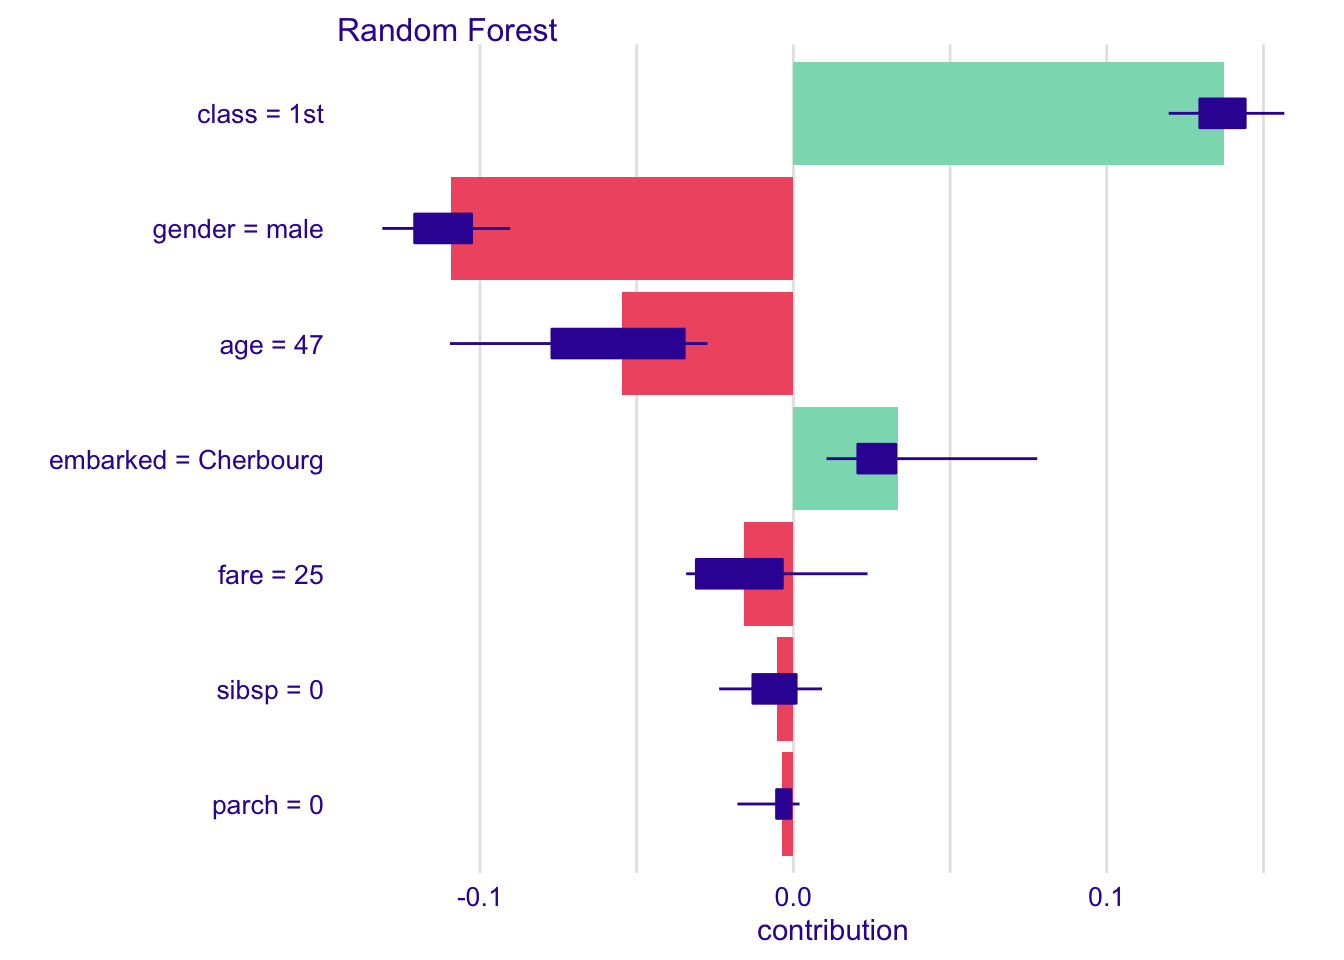 Random Forest
class = 1st
gender = male
age = 47
embarked = Cherbourg
fare = 25
sibsp = 0
parch = 0
-0.1 0.0 0.1
contribution